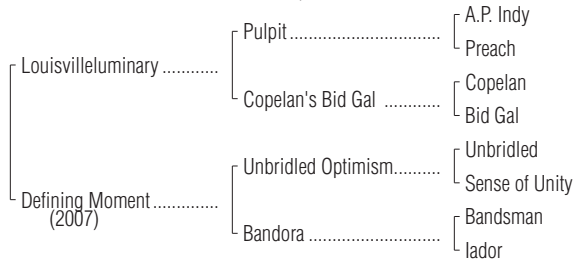 A.P. Indy
Pulpit..............................
Preach
Louisvilleluminary ............
Copelan
Copelan's Bid Gal ............
Bid Gal
Unbridled
Unbridled Optimism..........
Sense of Unity
Defining Moment..............
(2007)
Bandsman
Bandora ...........................
Iador